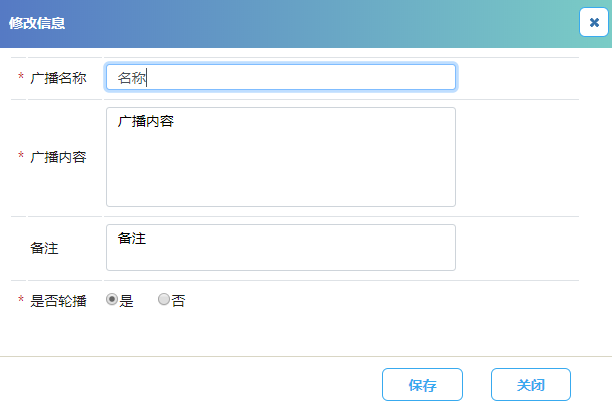 修改信息
* 广播名称 名称
* 广播内容 广播内容
备注 备注
* 是否轮播 是 否
保存 关闭